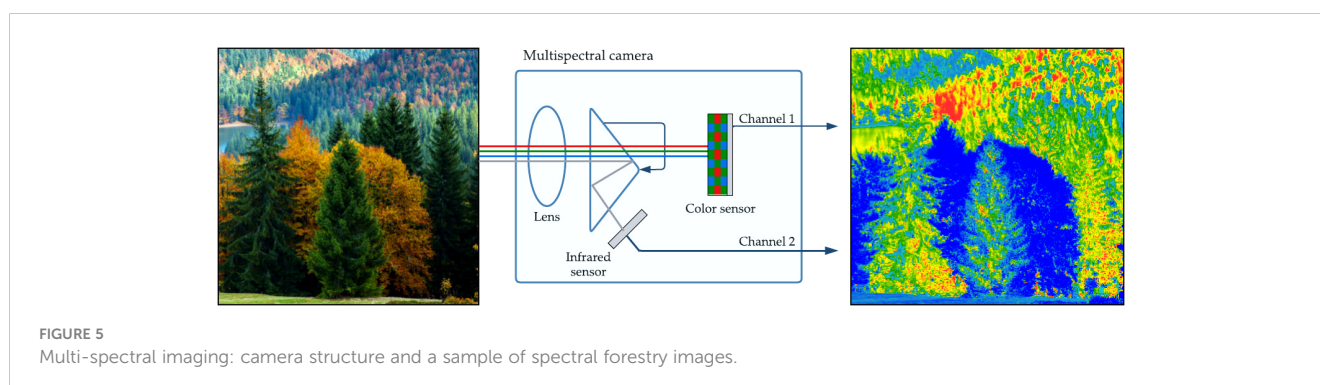 Multispectral camera
Channel 1
Lens
Color sensor
Channel 2
Infrared
sensor
FIGURE 5
Multi-spectral imaging: camera structure and a sample of spectral forestry images.